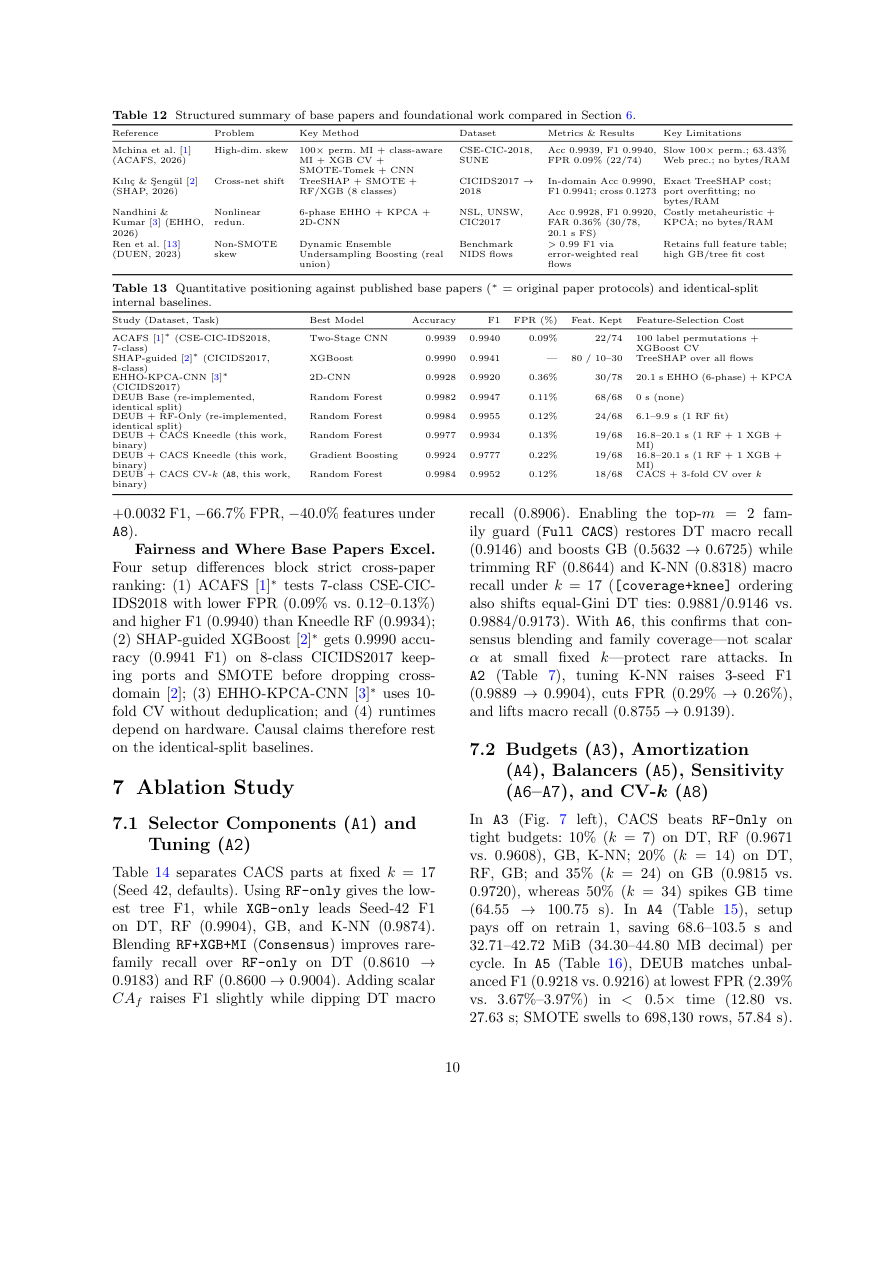 Table 12 Structured summary of base papers and foundational work compared in Section 6.
Reference Problem Key Method Dataset Metrics & Results Key Limitations
Mchina et al. [1] High-dim. skew 100× perm. MI + class-aware CSE-CIC-2018, Acc 0.9939, F1 0.9940, Slow 100× perm.; 63.43%
(ACAFS, 2026) MI + XGB CV + SUNE FPR 0.09% (22/74) Web prec.; no bytes/RAM
SMOTE-Tomek + CNN
Kılıç & Şengül [2] Cross-net shift TreeSHAP + SMOTE + CICIDS2017 → In-domain Acc 0.9990, Exact TreeSHAP cost;
(SHAP, 2026) RF/XGB (8 classes) 2018 F1 0.9941; cross 0.1273 port overfitting; no
bytes/RAM
Nandhini & Nonlinear 6-phase EHHO + KPCA + NSL, UNSW, Acc 0.9928, F1 0.9920, Costly metaheuristic +
Kumar [3] (EHHO, redun. 2D-CNN CIC2017 FAR 0.36% (30/78, KPCA; no bytes/RAM
2026) 20.1 s FS)
Ren et al. [13] Non-SMOTE Dynamic Ensemble Benchmark > 0.99 F1 via Retains full feature table;
(DUEN, 2023) skew Undersampling Boosting (real NIDS flows error-weighted real high GB/tree fit cost
union) flows
Table 13 Quantitative positioning against published base papers (* = original paper protocols) and identical-split
internal baselines.
Study (Dataset, Task) Best Model Accuracy F1 FPR (%) Feat. Kept Feature-Selection Cost
ACAFS [1]* (CSE-CIC-IDS2018, Two-Stage CNN 0.9939 0.9940 0.09% 22/74 100 label permutations +
7-class) XGBoost CV
SHAP-guided [2]* (CICIDS2017, XGBoost 0.9990 0.9941 — 80 / 10–30 TreeSHAP over all flows
8-class)
EHHO-KPCA-CNN [3]* 2D-CNN 0.9928 0.9920 0.36% 30/78 20.1 s EHHO (6-phase) + KPCA
(CICIDS2017)
DEUB Base (re-implemented, Random Forest 0.9982 0.9947 0.11% 68/68 0 s (none)
identical split)
DEUB + RF-Only (re-implemented, Random Forest 0.9984 0.9955 0.12% 24/68 6.1–9.9 s (1 RF fit)
identical split)
DEUB + CACS Kneedle (this work, Random Forest 0.9977 0.9934 0.13% 19/68 16.8–20.1 s (1 RF + 1 XGB +
binary) MI)
DEUB + CACS Kneedle (this work, Gradient Boosting 0.9924 0.9777 0.22% 19/68 16.8–20.1 s (1 RF + 1 XGB +
binary) MI)
DEUB + CACS CV-k (A8, this work, Random Forest 0.9984 0.9952 0.12% 18/68 CACS + 3-fold CV over k
binary)
+0.0032 F1, −66.7% FPR, −40.0% features under
A8).
Fairness and Where Base Papers Excel.
Four setup differences block strict cross-paper
ranking: (1) ACAFS [1]* tests 7-class CSE-CIC-
IDS2018 with lower FPR (0.09% vs. 0.12–0.13%)
and higher F1 (0.9940) than Kneedle RF (0.9934);
(2) SHAP-guided XGBoost [2]* gets 0.9990 accu-
racy (0.9941 F1) on 8-class CICIDS2017 keep-
ing ports and SMOTE before dropping cross-
domain [2]; (3) EHHO-KPCA-CNN [3]* uses 10-
fold CV without deduplication; and (4) runtimes
depend on hardware. Causal claims therefore rest
on the identical-split baselines.
7 Ablation Study
7.1 Selector Components (A1) and
Tuning (A2)
Table 14 separates CACS parts at fixed k = 17
(Seed 42, defaults). Using RF-only gives the low-
est tree F1, while XGB-only leads Seed-42 F1
on DT, RF (0.9904), GB, and K-NN (0.9874).
Blending RF+XGB+MI (Consensus) improves rare-
family recall over RF-only on DT (0.8610 →
0.9183) and RF (0.8600 → 0.9004). Adding scalar
CA_f raises F1 slightly while dipping DT macro
recall (0.8906). Enabling the top-m = 2 fam-
ily guard (Full CACS) restores DT macro recall
(0.9146) and boosts GB (0.5632 → 0.6725) while
trimming RF (0.8644) and K-NN (0.8318) macro
recall under k = 17 ([coverage+knee] ordering
also shifts equal-Gini DT ties: 0.9881/0.9146 vs.
0.9884/0.9173). With A6, this confirms that con-
sensus blending and family coverage—not scalar
α at small fixed k—protect rare attacks. In
A2 (Table 7), tuning K-NN raises 3-seed F1
(0.9889 → 0.9904), cuts FPR (0.29% → 0.26%),
and lifts macro recall (0.8755 → 0.9139).
7.2 Budgets (A3), Amortization
(A4), Balancers (A5), Sensitivity
(A6–A7), and CV-k (A8)
In A3 (Fig. 7 left), CACS beats RF-Only on
tight budgets: 10% (k = 7) on DT, RF (0.9671
vs. 0.9608), GB, K-NN; 20% (k = 14) on DT,
RF, GB; and 35% (k = 24) on GB (0.9815 vs.
0.9720), whereas 50% (k = 34) spikes GB time
(64.55 → 100.75 s). In A4 (Table 15), setup
pays off on retrain 1, saving 68.6–103.5 s and
32.71–42.72 MiB (34.30–44.80 MB decimal) per
cycle. In A5 (Table 16), DEUB matches unbal-
anced F1 (0.9218 vs. 0.9216) at lowest FPR (2.39%
vs. 3.67%–3.97%) in < 0.5× time (12.80 vs.
27.63 s; SMOTE swells to 698,130 rows, 57.84 s).
10